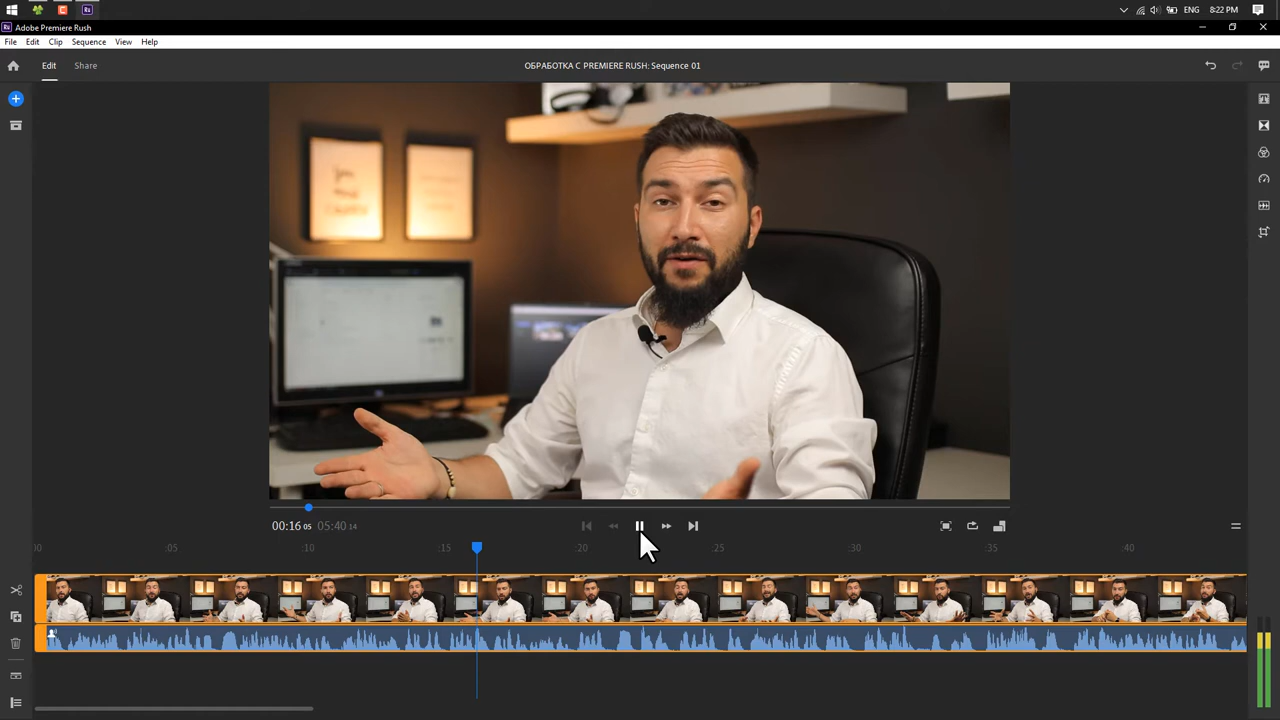 ENG
8:22 PM
Adobe Premiere Rush
File Edit Clip Sequence View Help
Edit Share
ОБРАБОТКА С PREMIERE RUSH: Sequence 01
00:16 05 05:40 14
:00 :05 :10 :15 :20 :25 :30 :35 :40